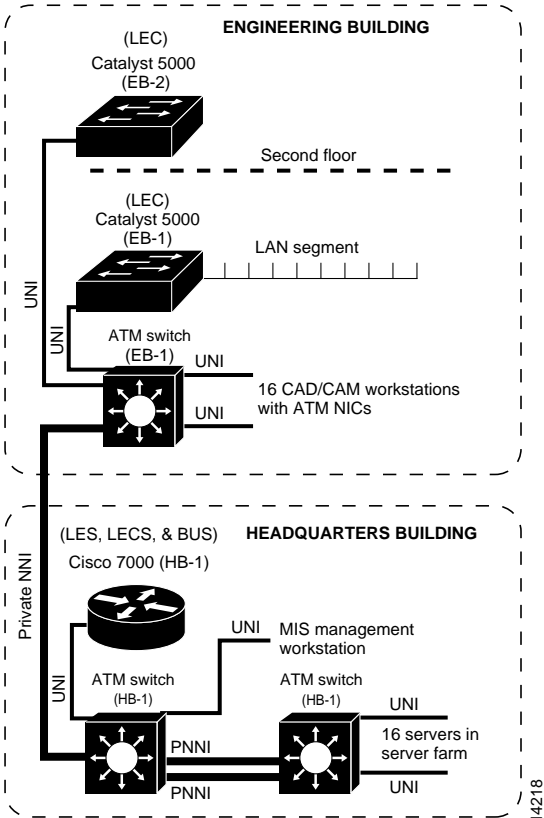 ENGINEERING BUILDING
(LEC)
Catalyst 5000
(EB-2)
Second floor
(LEC)
Catalyst 5000
(EB-1)
LAN segment
UNI
UNI
ATM switch
(EB-1)
UNI
16 CAD/CAM workstations
with ATM NICs
UNI
Private NNI
(LES, LECS, & BUS)
HEADQUARTERS BUILDING
Cisco 7000 (HB-1)
UNI
MIS management
workstation
UNI
ATM switch
(HB-1)
ATM switch
(HB-1)
UNI
PNNI
16 servers in
server farm
PNNI
UNI
14218